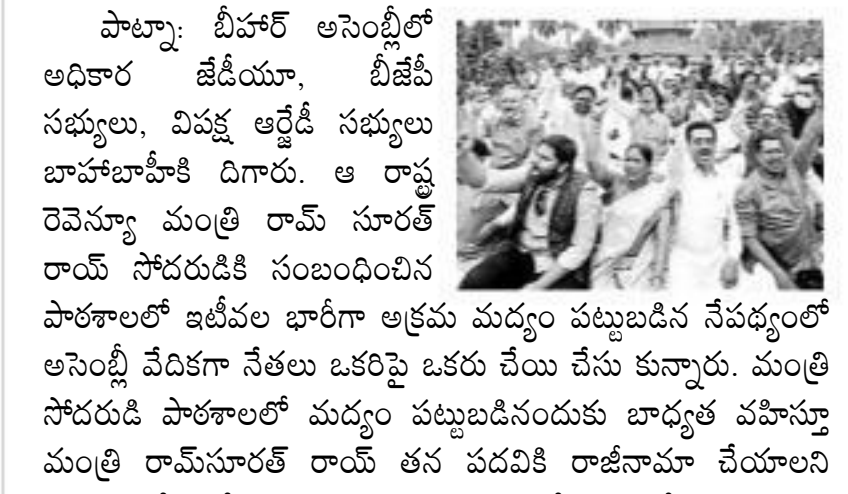 పాట్నా: బీహార్ అసెంబ్లీలో
అధికార జేడీయూ, బీజేపీ
సభ్యులు, విపక్ష ఆర్జేడీ సభ్యులు
బాహాబాహీకి దిగారు. ఆ రాష్ట్ర
రెవెన్యూ మంత్రి రామ్ సూరత్
రాయ్ సోదరుడికి సంబంధించిన
పాఠశాలలో ఇటీవల భారీగా అక్రమ మద్యం పట్టుబడిన నేపథ్యంలో
అసెంబ్లీ వేదికగా నేతలు ఒకరిపై ఒకరు చేయి చేసు కున్నారు. మంత్రి
సోదరుడి పాఠశాలలో మద్యం పట్టుబడినందుకు బాధ్యత వహిస్తూ
మంత్రి రామ్‌సూరత్ రాయ్ తన పదవికి రాజీనామా చేయాలని